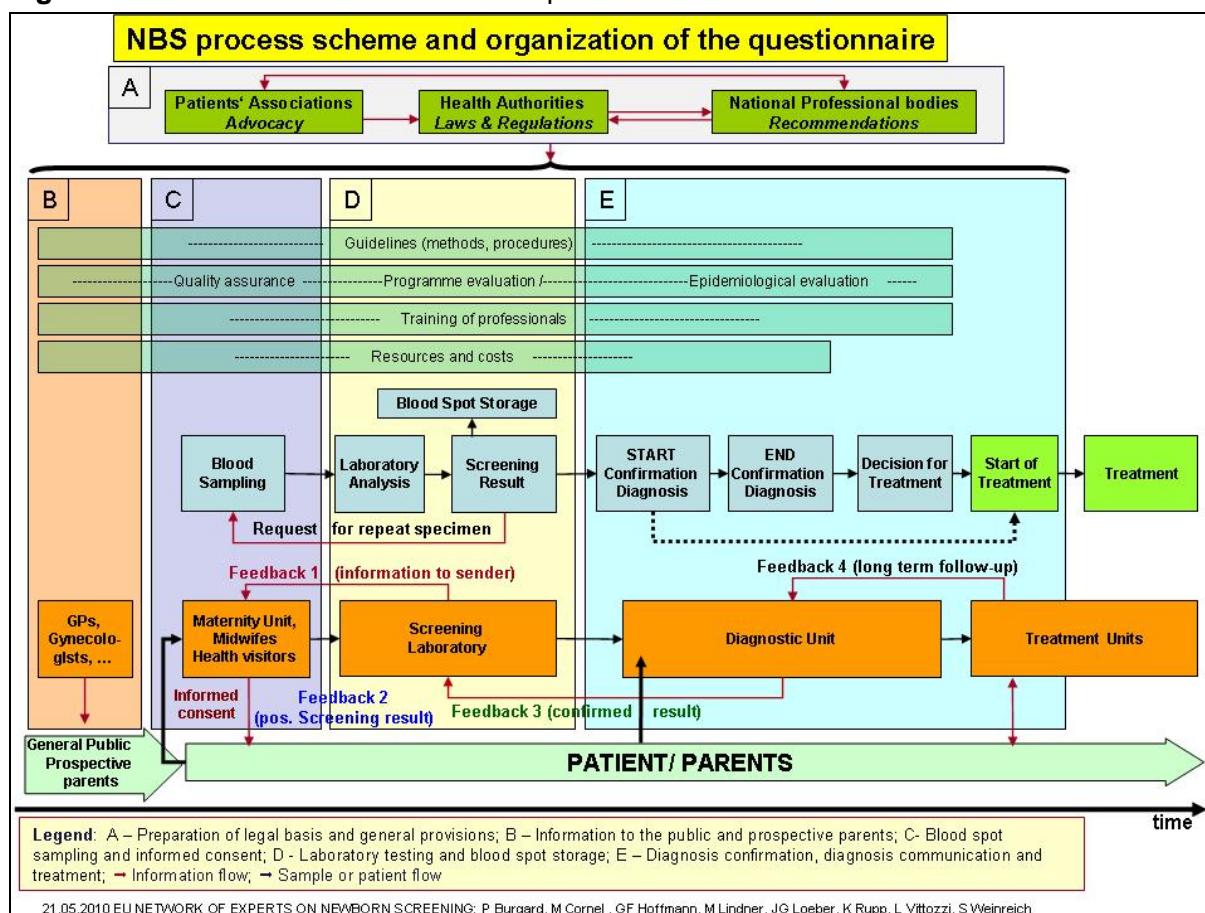 NBS process scheme and organization of the questionnaire
A
Patients' Associations
Advocacy
Health Authorities
Laws & Regulations
National Professional bodies
Recommendations
B
C
D
E
Guidelines (methods, procedures)
Quality assurance
Programme evaluation /
Epidemiological evaluation
Training of professionals
Resources and costs
Blood Spot Storage
Blood
Sampling
Laboratory
Analysis
Screening
Result
START
Confirmation
Diagnosis
END
Confirmation
Diagnosis
Decision for
Treatment
Start of
Treatment
Treatment
Request for repeat specimen
Feedback 1 (information to sender)
Feedback 4 (long term follow-up)
GPs,
Gynecolo-
gists, ...
Maternity Unit,
Midwifes
Health visitors
Screening
Laboratory
Diagnostic Unit
Treatment Units
Informed
consent
Feedback 2
(pos. Screening result)
Feedback 3 (confirmed result)
General Public
Prospective
parents
PATIENT/ PARENTS
time
Legend: A – Preparation of legal basis and general provisions; B – Information to the public and prospective parents; C- Blood spot
sampling and informed consent; D - Laboratory testing and blood spot storage; E – Diagnosis confirmation, diagnosis communication and
treatment; → Information flow; → Sample or patient flow
21.05.2010 EU NETWORK OF EXPERTS ON NEWBORN SCREENING: P Burgard, M Cornel, GF Hoffmann, M Lindner, JG Loeber, K Rupp, L Vittozzi, S Weinreich